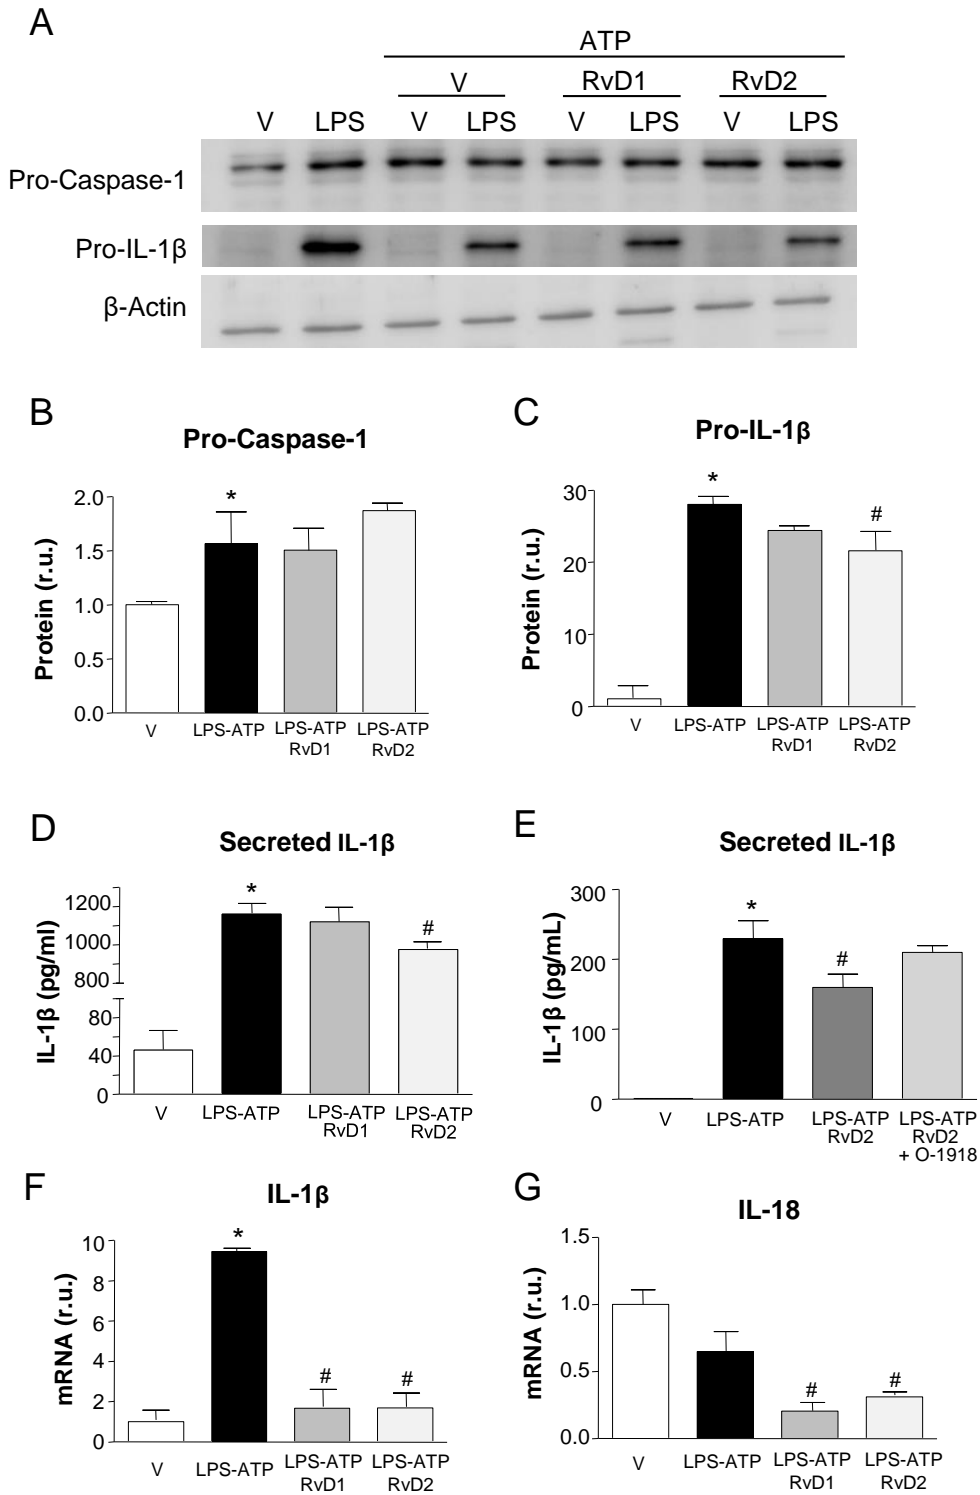 A
ATP
V RvD1 RvD2
V LPS V LPS V LPS V LPS
Pro-Caspase-1
Pro-IL-1β
β-Actin
B
Pro-Caspase-1
Protein (r.u.)
2.0
1.5
1.0
0.5
0.0
*
V LPS-ATP LPS-ATP LPS-ATP
RvD1 RvD2
C
Pro-IL-1β
Protein (r.u.)
30
20
10
0
*
#
V LPS-ATP LPS-ATP LPS-ATP
RvD1 RvD2
D
Secreted IL-1β
IL-1β (pg/ml)
1200
1000
800
80
40
0
*
#
V LPS-ATP LPS-ATP LPS-ATP
RvD1 RvD2
E
Secreted IL-1β
IL-1β (pg/mL)
300
200
100
0
*
#
V LPS-ATP LPS-ATP LPS-ATP
RvD2 RvD2
+ O-1918
F
IL-1β
mRNA (r.u.)
10
8
6
4
2
0
*
# #
V LPS-ATP LPS-ATP LPS-ATP
RvD1 RvD2
G
IL-18
mRNA (r.u.)
1.5
1.0
0.5
0.0
# #
V LPS-ATP LPS-ATP LPS-ATP
RvD1 RvD2